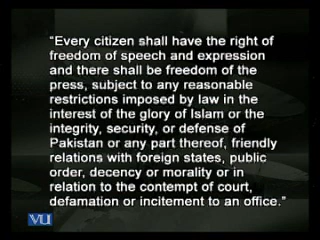 “Every citizen shall have the right of
freedom of speech and expression
and there shall be freedom of the
press, subject to any reasonable
restrictions imposed by law in the
interest of the glory of Islam or the
integrity, security, or defense of
Pakistan or any part thereof, friendly
relations with foreign states, public
order, decency or morality or in
relation to the contempt of court,
defamation or incitement to an office.”
VU